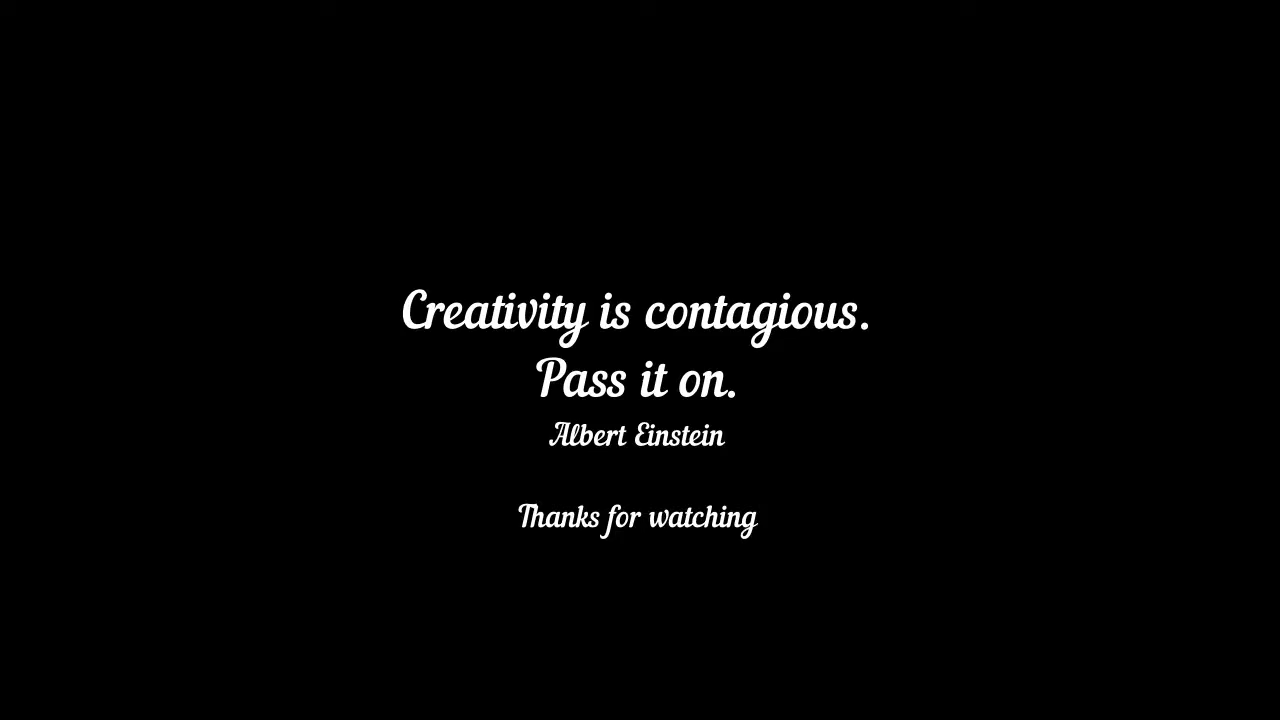 Creativity is contagious.
Pass it on.
Albert Einstein
Thanks for watching